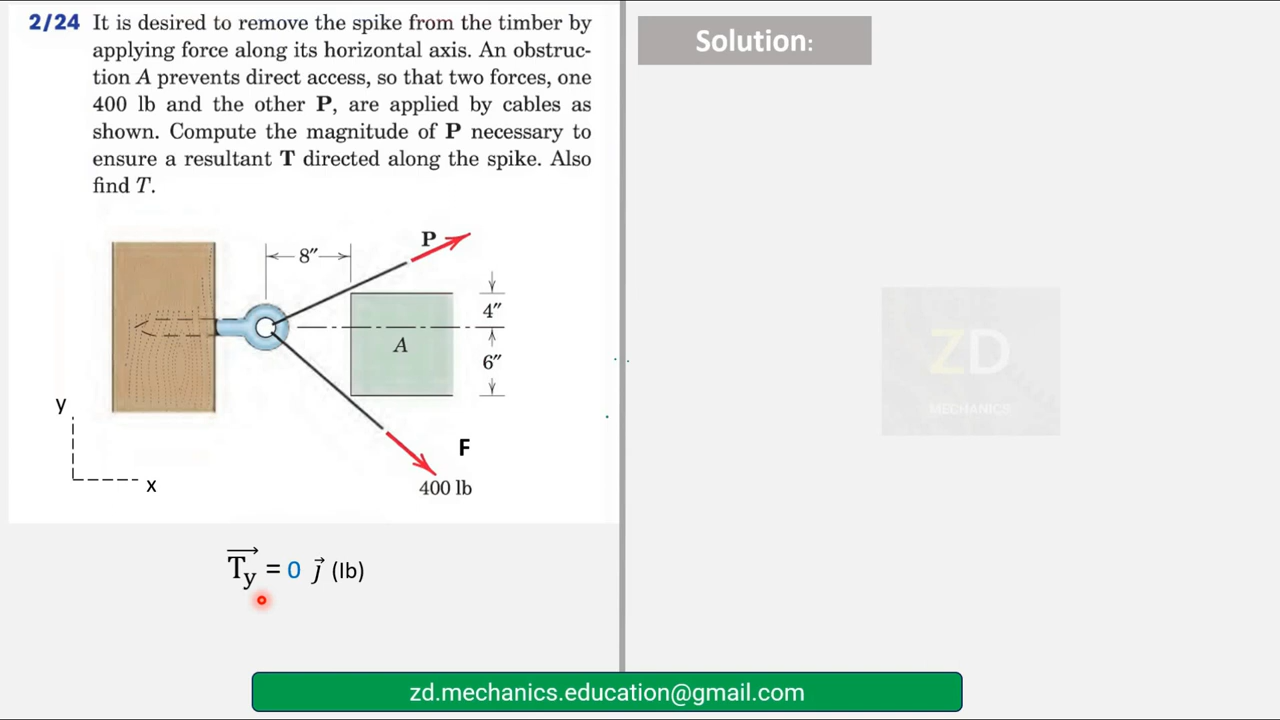 2/24 It is desired to remove the spike from the timber by
applying force along its horizontal axis. An obstruc-
tion A prevents direct access, so that two forces, one
400 lb and the other P, are applied by cables as
shown. Compute the magnitude of P necessary to
ensure a resultant T directed along the spike. Also
find T.
P
8″
4″
A
6″
y
F
x
400 lb
T⃗y = 0 j⃗ (lb)
Solution:
ZD
MECHANICS
zd.mechanics.education@gmail.com